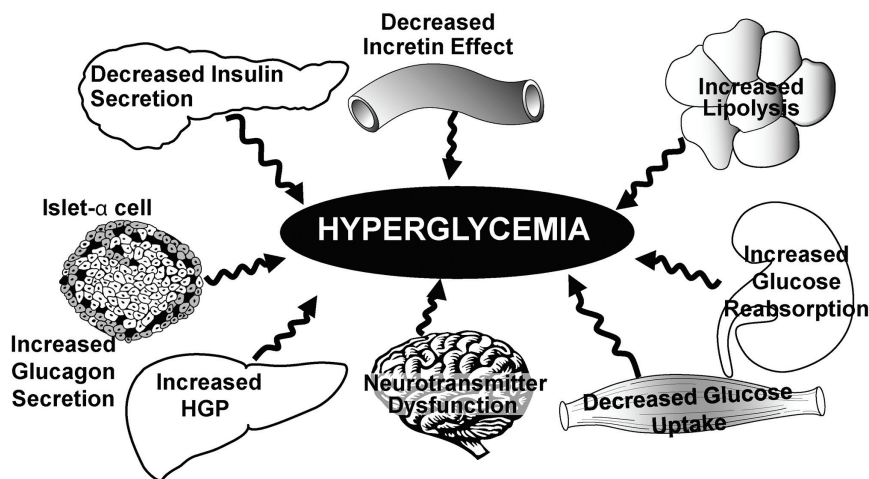 Decreased Insulin
Secretion
Decreased
Incretin Effect
Increased
Lipolysis
Islet-α cell
HYPERGLYCEMIA
Increased
Glucose
Reabsorption
Increased
Glucagon
Secretion
Increased
HGP
Neurotransmitter
Dysfunction
Decreased Glucose
Uptake